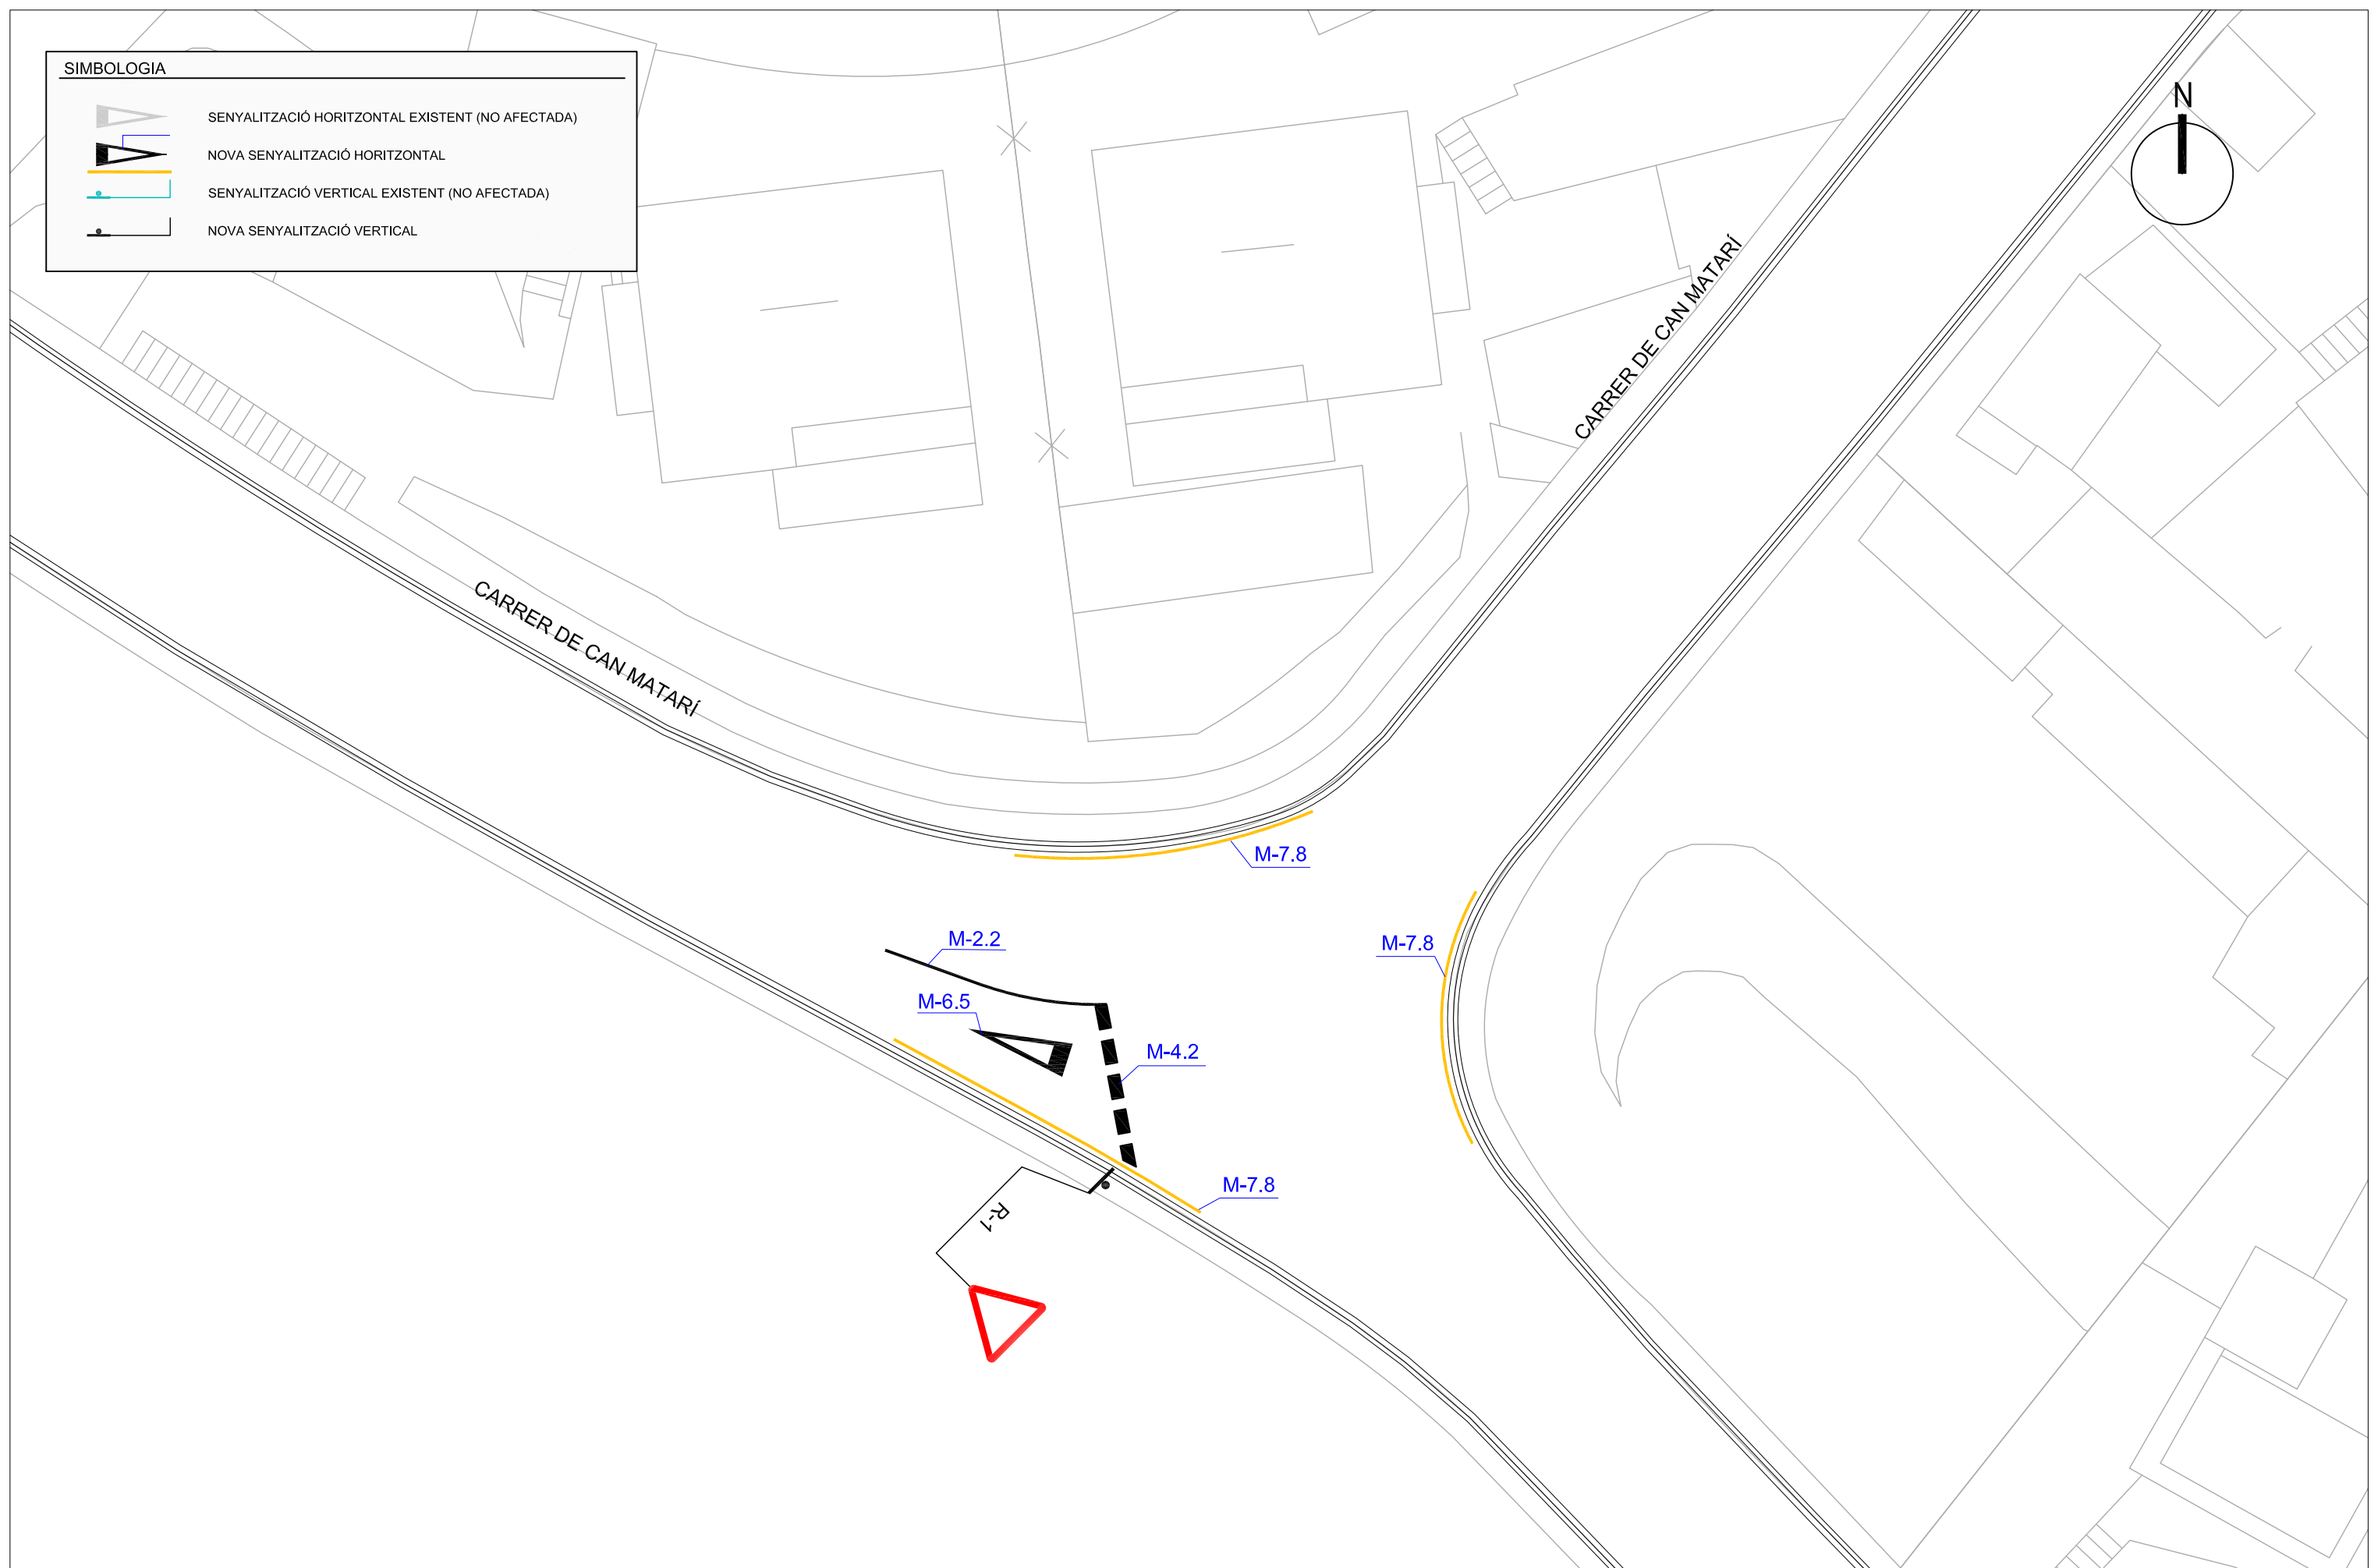 SIMBOLOGIA
SENYALITZACIÓ HORITZONTAL EXISTENT (NO AFECTADA)
NOVA SENYALITZACIÓ HORITZONTAL
SENYALITZACIÓ VERTICAL EXISTENT (NO AFECTADA)
NOVA SENYALITZACIÓ VERTICAL
N
CARRER DE CAN MATARÍ
CARRER DE CAN MATARÍ
M-7.8
M-2.2
M-7.8
M-6.5
M-4.2
M-7.8
R-1